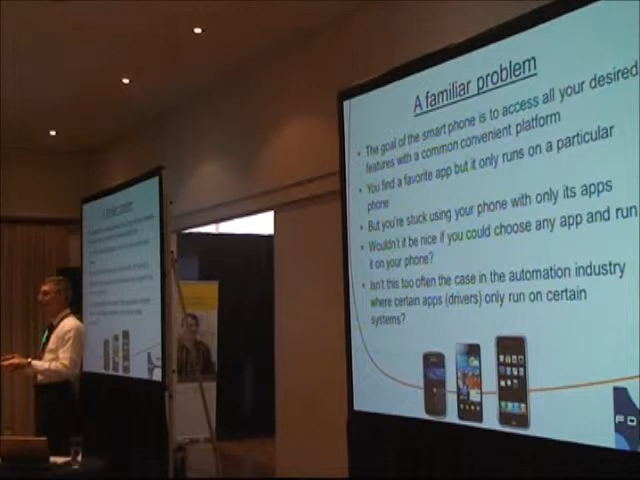 A familiar problem
• The goal of the smart phone is to access all your desired
features with a common convenient platform
• You find a favorite app but it only runs on a particular
phone
• But you're stuck using your phone with only its apps
• Wouldn't it be nice if you could choose any app and run
it on your phone?
• Isn't this too often the case in the automation industry
where certain apps (drivers) only run on certain
systems?